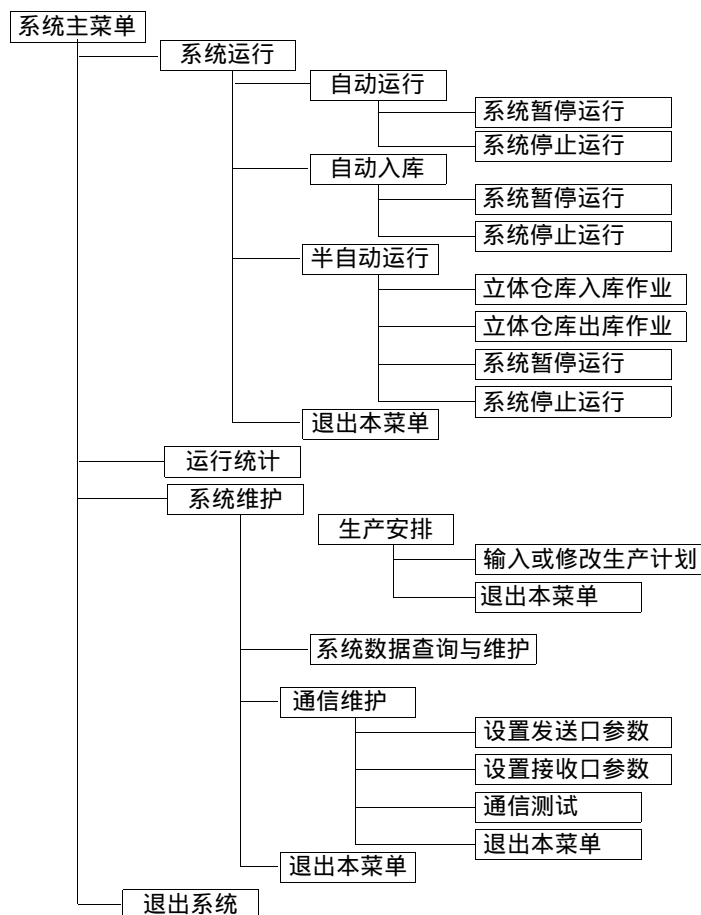 系统主菜单
系统运行
自动运行
系统暂停运行
系统停止运行
自动入库
系统暂停运行
系统停止运行
半自动运行
立体仓库入库作业
立体仓库出库作业
系统暂停运行
系统停止运行
退出本菜单
运行统计
系统维护
生产安排
输入或修改生产计划
退出本菜单
系统数据查询与维护
通信维护
设置发送口参数
设置接收口参数
通信测试
退出本菜单
退出本菜单
退出系统